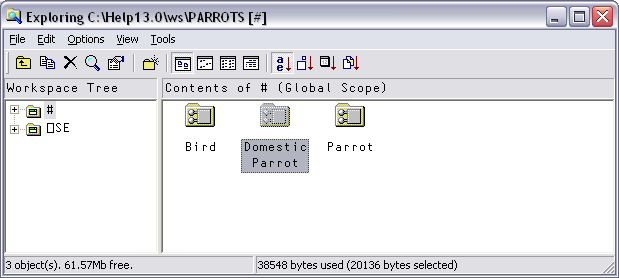 Exploring C:\Help13.0\ws\PARROTS [#]
File Edit Options View Tools
Workspace Tree
Contents of # (Global Scope)
#
⎕SE
Bird
Domestic
Parrot
Parrot
3 object(s). 61.57Mb free.
38548 bytes used (20136 bytes selected)